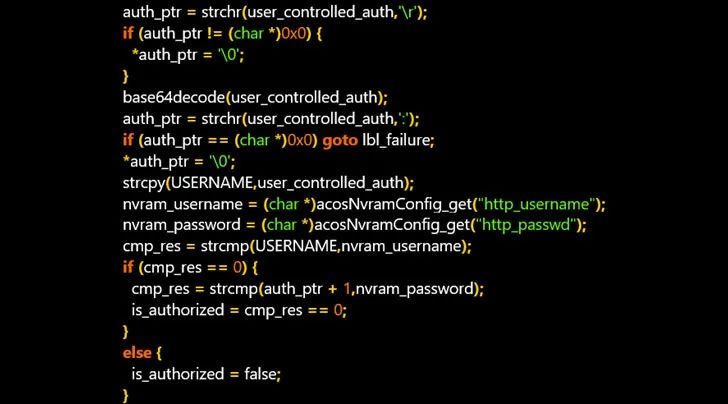 auth_ptr = strchr(user_controlled_auth,'\r');
if (auth_ptr != (char *)0x0) {
*auth_ptr = '\0';
}
base64decode(user_controlled_auth);
auth_ptr = strchr(user_controlled_auth,':');
if (auth_ptr == (char *)0x0) goto lbl_failure;
*auth_ptr = '\0';
strcpy(USERNAME,user_controlled_auth);
nvram_username = (char *)acosNvramConfig_get("http_username");
nvram_password = (char *)acosNvramConfig_get("http_passwd");
cmp_res = strcmp(USERNAME,nvram_username);
if (cmp_res == 0) {
cmp_res = strcmp(auth_ptr + 1,nvram_password);
is_authorized = cmp_res == 0;
}
else {
is_authorized = false;
}